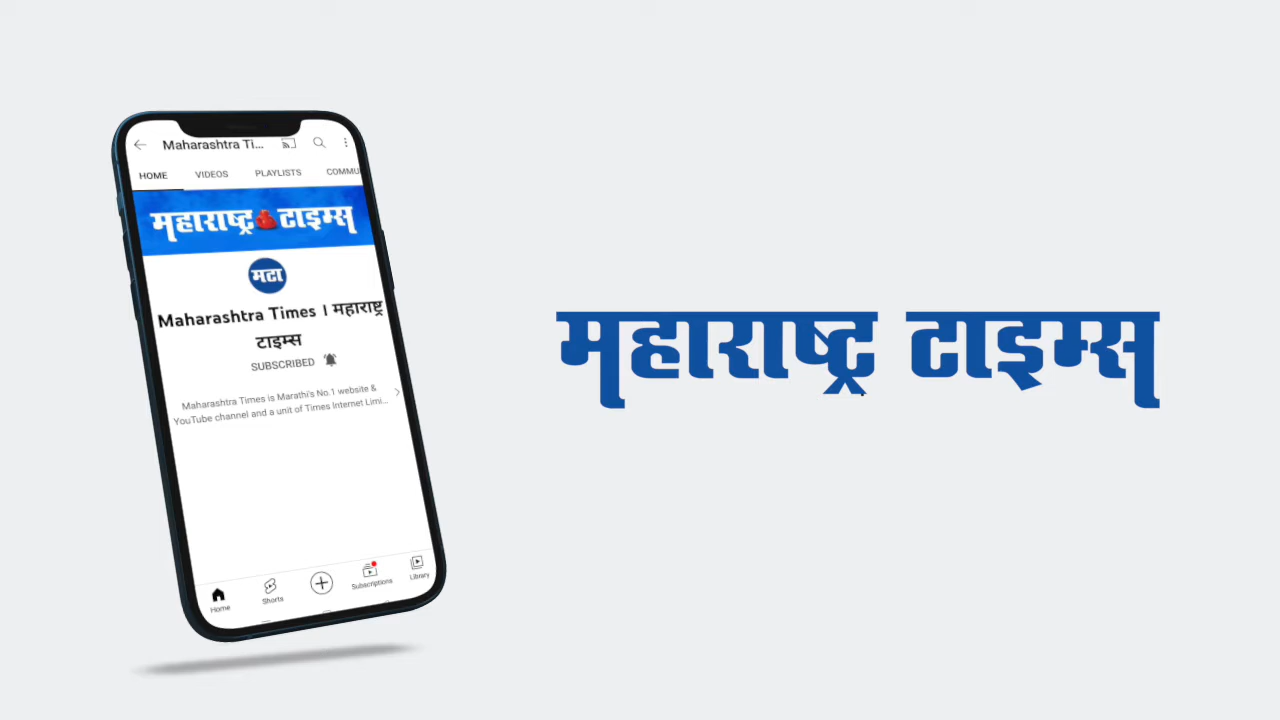 Maharashtra Ti...
HOME VIDEOS PLAYLISTS COMMU
महाराष्ट्र टाइम्स
मटा
Maharashtra Times । महाराष्ट्र
टाइम्स
SUBSCRIBED
Maharashtra Times is Marathi's No.1 website &
YouTube channel and a unit of Times Internet Limi...
Home Shorts Subscriptions Library
महाराष्ट्र टाइम्स